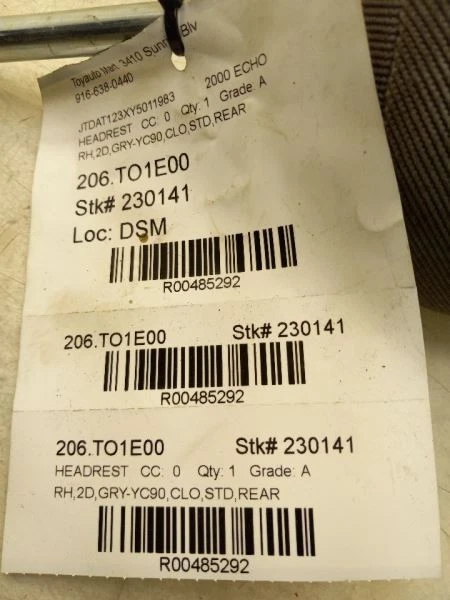 Toyauto 3410 Blv
916-638-0440
JTDAT123XY5011983 2000 ECHO
HEADREST CC: 0 Qty: 1 Grade: A
RH,2D,GRY-YC90,CLO,STD,REAR
206.TO1E00
Stk# 230141
Loc: DSM
R00485292
206.TO1E00 Stk# 230141
R00485292
206.TO1E00 Stk# 230141
HEADREST CC: 0 Qty: 1 Grade: A
RH,2D,GRY-YC90,CLO,STD,REAR
R00485292